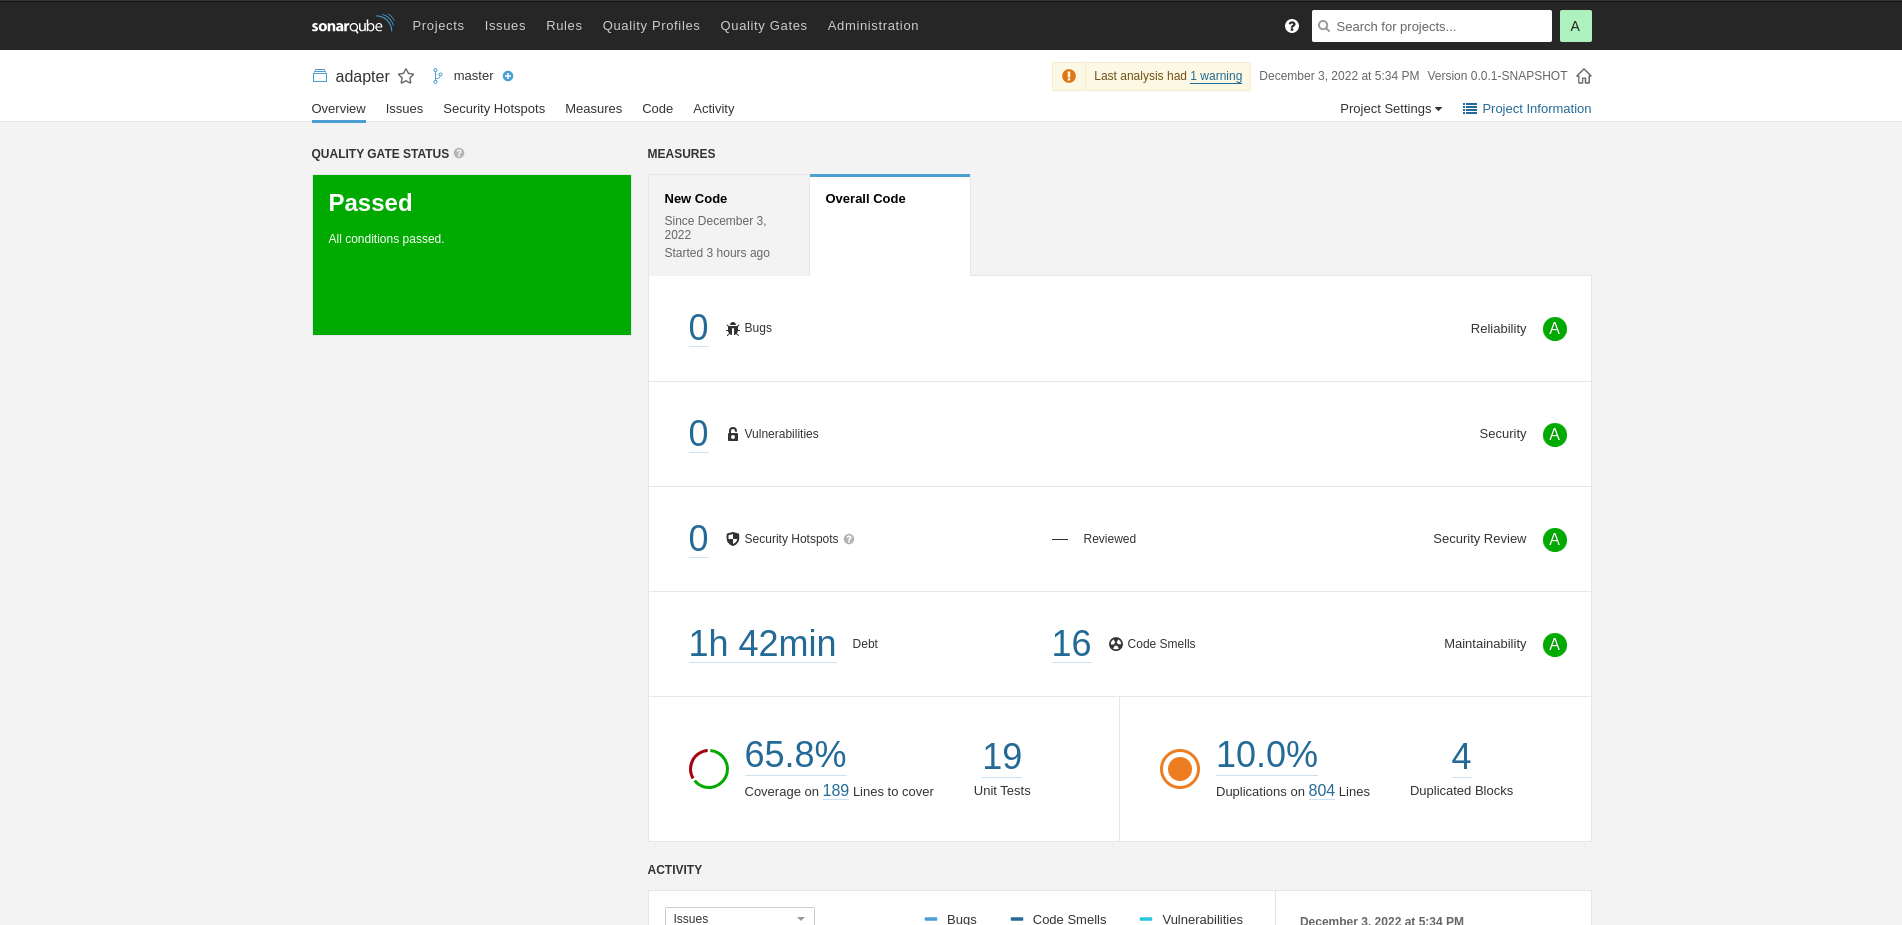 sonarqube Projects Issues Rules Quality Profiles Quality Gates Administration Search for projects... A
adapter master Last analysis had 1 warning December 3, 2022 at 5:34 PM Version 0.0.1-SNAPSHOT
Overview Issues Security Hotspots Measures Code Activity Project Settings Project Information
QUALITY GATE STATUS
Passed
All conditions passed.
MEASURES
New Code
Since December 3,
2022
Started 3 hours ago
Overall Code
0 Bugs Reliability A
0 Vulnerabilities Security A
0 Security Hotspots — Reviewed Security Review A
1h 42min Debt 16 Code Smells Maintainability A
65.8%
Coverage on 189 Lines to cover
19
Unit Tests
10.0%
Duplications on 804 Lines
4
Duplicated Blocks
ACTIVITY
Issues Bugs Code Smells Vulnerabilities
December 3, 2022 at 5:34 PM